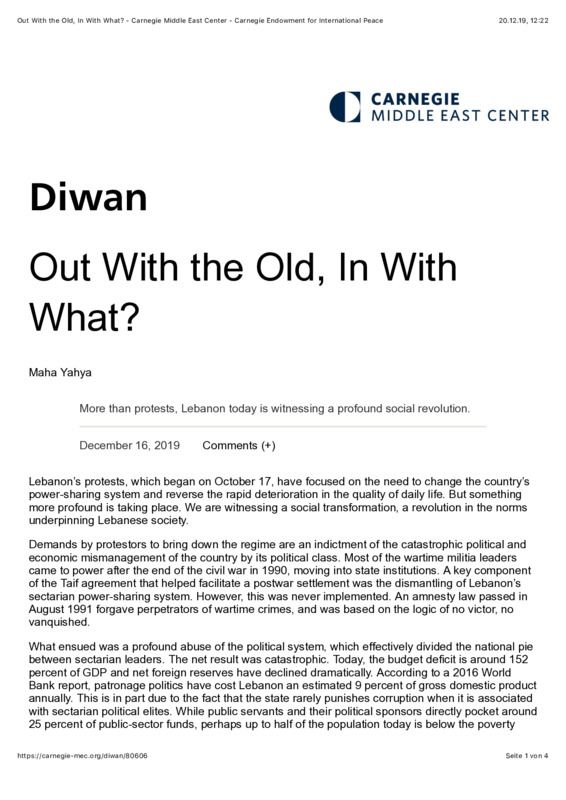 Out With the Old, In With What? - Carnegie Middle East Center - Carnegie Endowment for International Peace
20.12.19, 12:22
CARNEGIE
MIDDLE EAST CENTER
Diwan
Out With the Old, In With
What?
Maha Yahya
More than protests, Lebanon today is witnessing a profound social revolution.
December 16, 2019 Comments (+)
Lebanon's protests, which began on October 17, have focused on the need to change the country's
power-sharing system and reverse the rapid deterioration in the quality of daily life. But something
more profound is taking place. We are witnessing a social transformation, a revolution in the norms
underpinning Lebanese society.
Demands by protestors to bring down the regime are an indictment of the catastrophic political and
economic mismanagement of the country by its political class. Most of the wartime militia leaders
came to power after the end of the civil war in 1990, moving into state institutions. A key component
of the Taif agreement that helped facilitate a postwar settlement was the dismantling of Lebanon's
sectarian power-sharing system. However, this was never implemented. An amnesty law passed in
August 1991 forgave perpetrators of wartime crimes, and was based on the logic of no victor, no
vanquished.
What ensued was a profound abuse of the political system, which effectively divided the national pie
between sectarian leaders. The net result was catastrophic. Today, the budget deficit is around 152
percent of GDP and net foreign reserves have declined dramatically. According to a 2016 World
Bank report, patronage politics have cost Lebanon an estimated 9 percent of gross domestic product
annually. This is in part due to the fact that the state rarely punishes corruption when it is associated
with sectarian political elites. While public servants and their political sponsors directly pocket around
25 percent of public-sector funds, perhaps up to half of the population today is below the poverty
https://carnegie-mec.org/diwan/80606
Seite 1 von 4